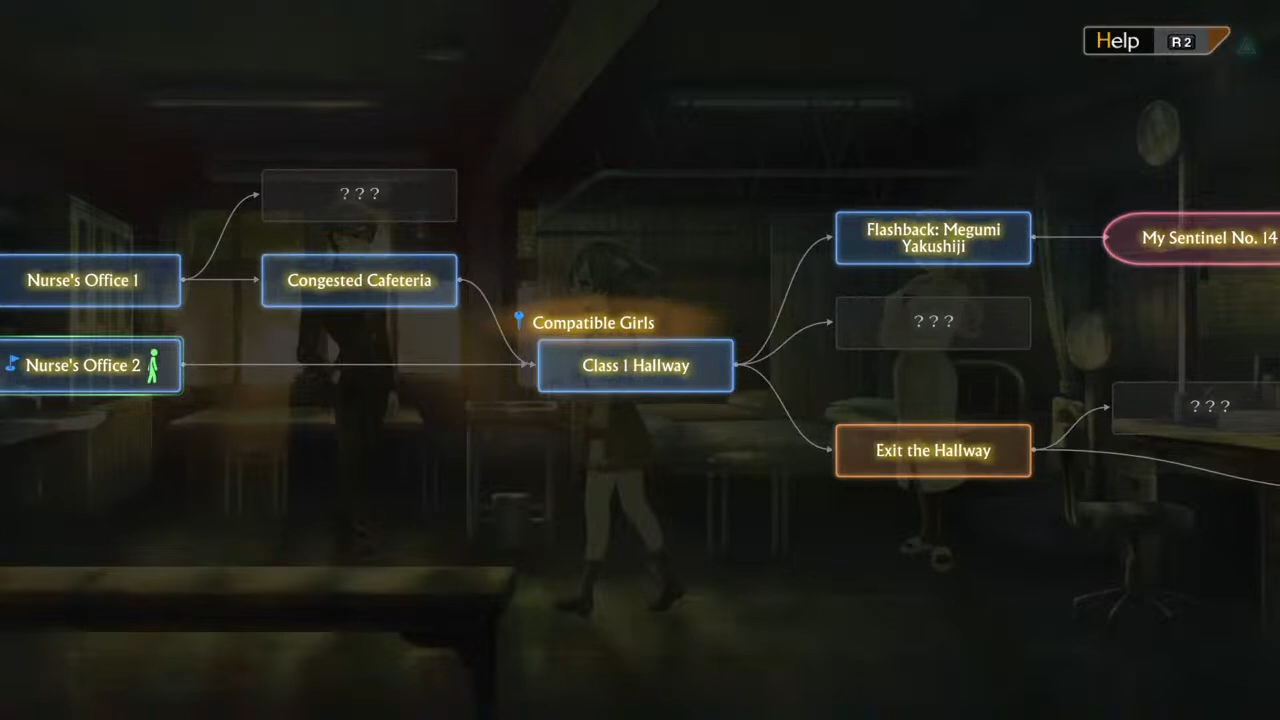 Help R2
? ? ?
Nurse's Office 1
Congested Cafeteria
Nurse's Office 2
Compatible Girls
Class 1 Hallway
Flashback: Megumi
Yakushiji
My Sentinel No. 14
? ? ?
? ? ?
Exit the Hallway